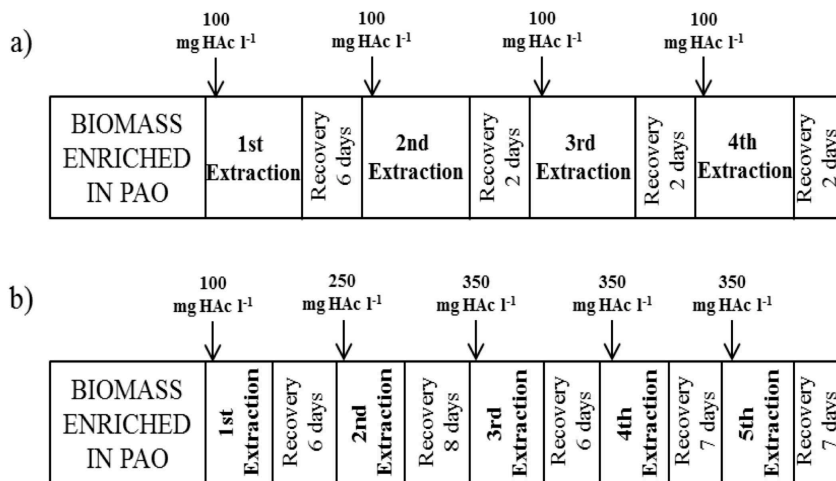 a)
100
mg HAc l⁻¹
100
mg HAc l⁻¹
100
mg HAc l⁻¹
100
mg HAc l⁻¹
BIOMASS
ENRICHED
IN PAO
1st
Extraction
Recovery
6 days
2nd
Extraction
Recovery
2 days
3rd
Extraction
Recovery
2 days
4th
Extraction
Recovery
2 days
b)
100
mg HAc l⁻¹
250
mg HAc l⁻¹
350
mg HAc l⁻¹
350
mg HAc l⁻¹
350
mg HAc l⁻¹
BIOMASS
ENRICHED
IN PAO
1st
Extraction
Recovery
6 days
2nd
Extraction
Recovery
8 days
3rd
Extraction
Recovery
6 days
4th
Extraction
Recovery
7 days
5th
Extraction
Recovery
7 days